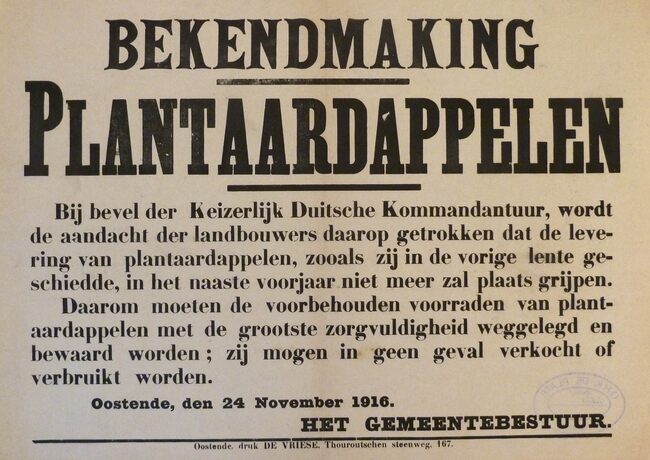 BEKENDMAKING
PLANTAARDAPPELEN
Bij bevel der Keizerlijk Duitsche Kommandantuur, wordt
de aandacht der landbouwers daarop getrokken dat de leve-
ring van plantaardappelen, zooals zij in de vorige lente ge-
schiedde, in het naaste voorjaar niet meer zal plaats grijpen.
Daarom moeten de voorbehouden voorraden van plant-
aardappelen met de grootste zorgvuldigheid weggelegd en
bewaard worden; zij mogen in geen geval verkocht of
verbruikt worden.
Oostende, den 24 November 1916.
HET GEMEENTEBESTUUR.
Oostende, druk DE VRIESE, Thouroutschen steenweg, 167.